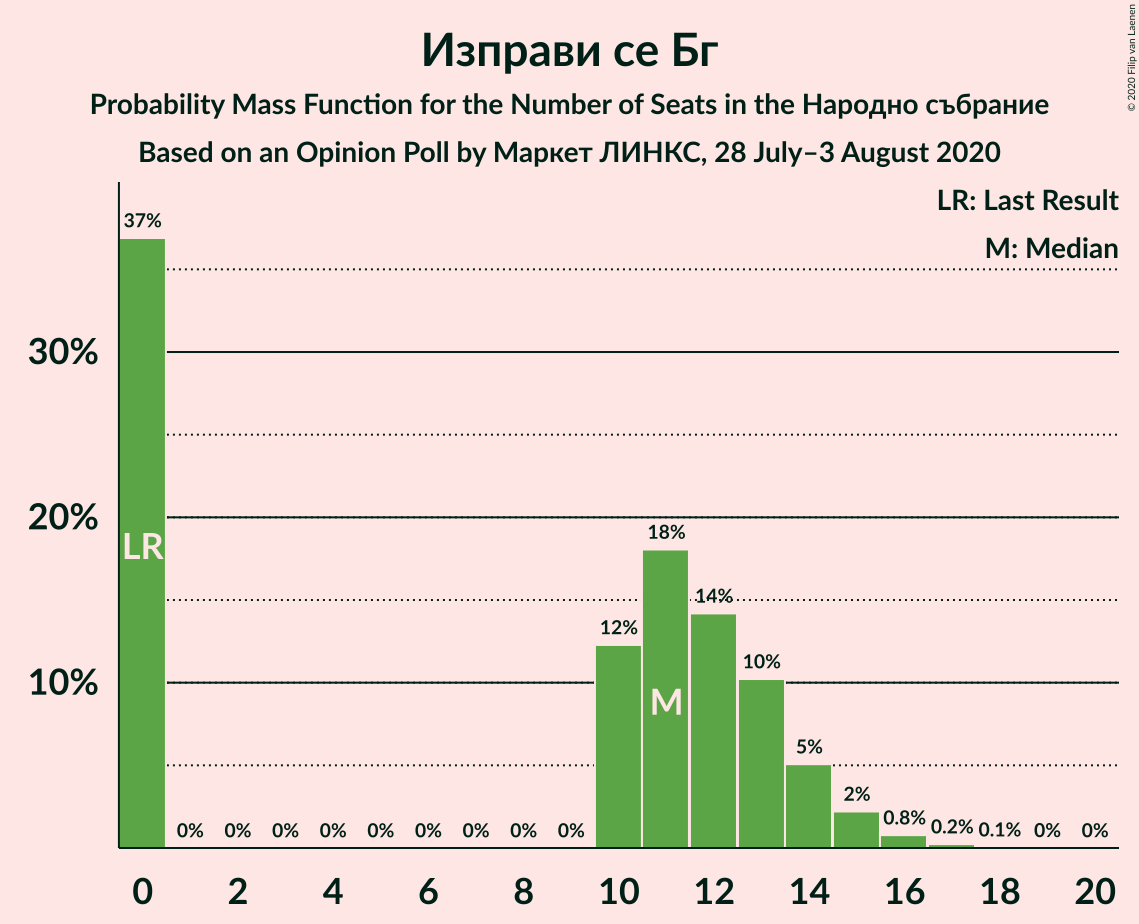 Изправи се Бг
Probability Mass Function for the Number of Seats in the Народно събрание
Based on an Opinion Poll by Маркет ЛИНКС, 28 July–3 August 2020
© 2020 Filip van Laenen
LR: Last Result
M: Median
37%
30%
20%
10%
LR
M
0% 0% 0% 0% 0% 0% 0% 0% 0% 12% 18% 14% 10% 5% 2% 0.8% 0.2% 0.1% 0% 0%
0 2 4 6 8 10 12 14 16 18 20